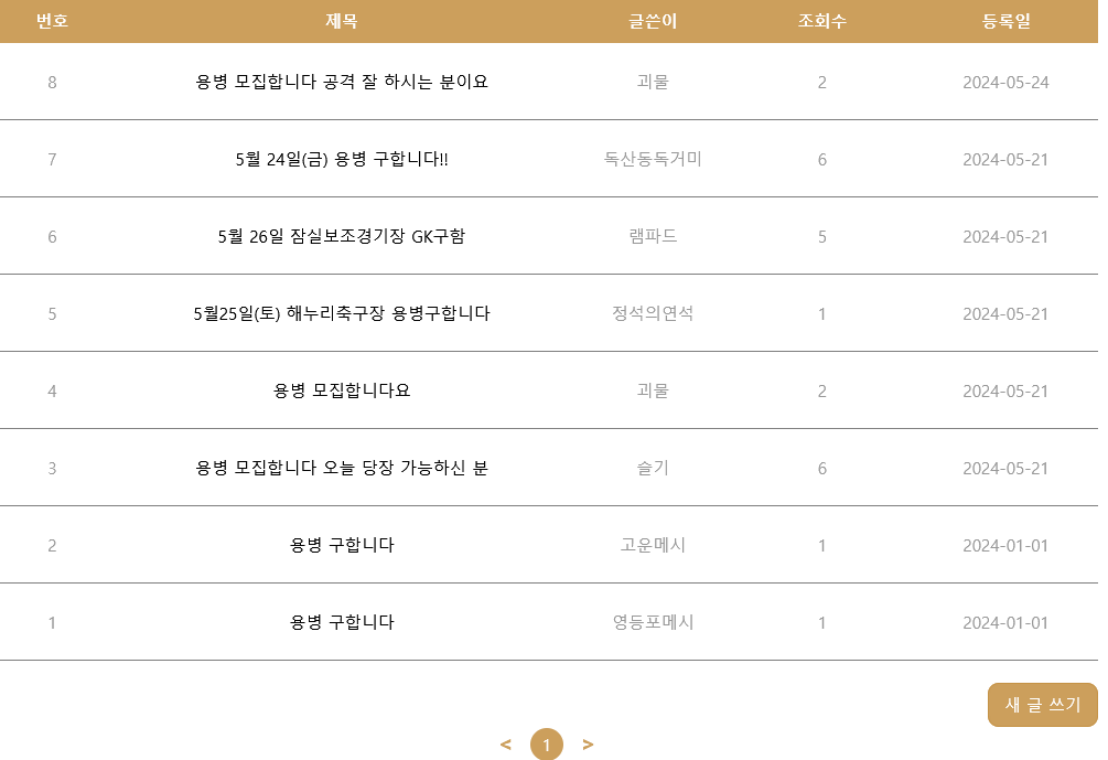 번호 제목 글쓴이 조회수 등록일
8 용병 모집합니다 공격 잘 하시는 분이요 괴물 2 2024-05-24
7 5월 24일(금) 용병 구합니다!! 독산동독거미 6 2024-05-21
6 5월 26일 잠실보조경기장 GK구함 램파드 5 2024-05-21
5 5월25일(토) 해누리축구장 용병구합니다 정석의연석 1 2024-05-21
4 용병 모집합니다요 괴물 2 2024-05-21
3 용병 모집합니다 오늘 당장 가능하신 분 슬기 6 2024-05-21
2 용병 구합니다 고운메시 1 2024-01-01
1 용병 구합니다 영등포메시 1 2024-01-01
새 글 쓰기
< 1 >